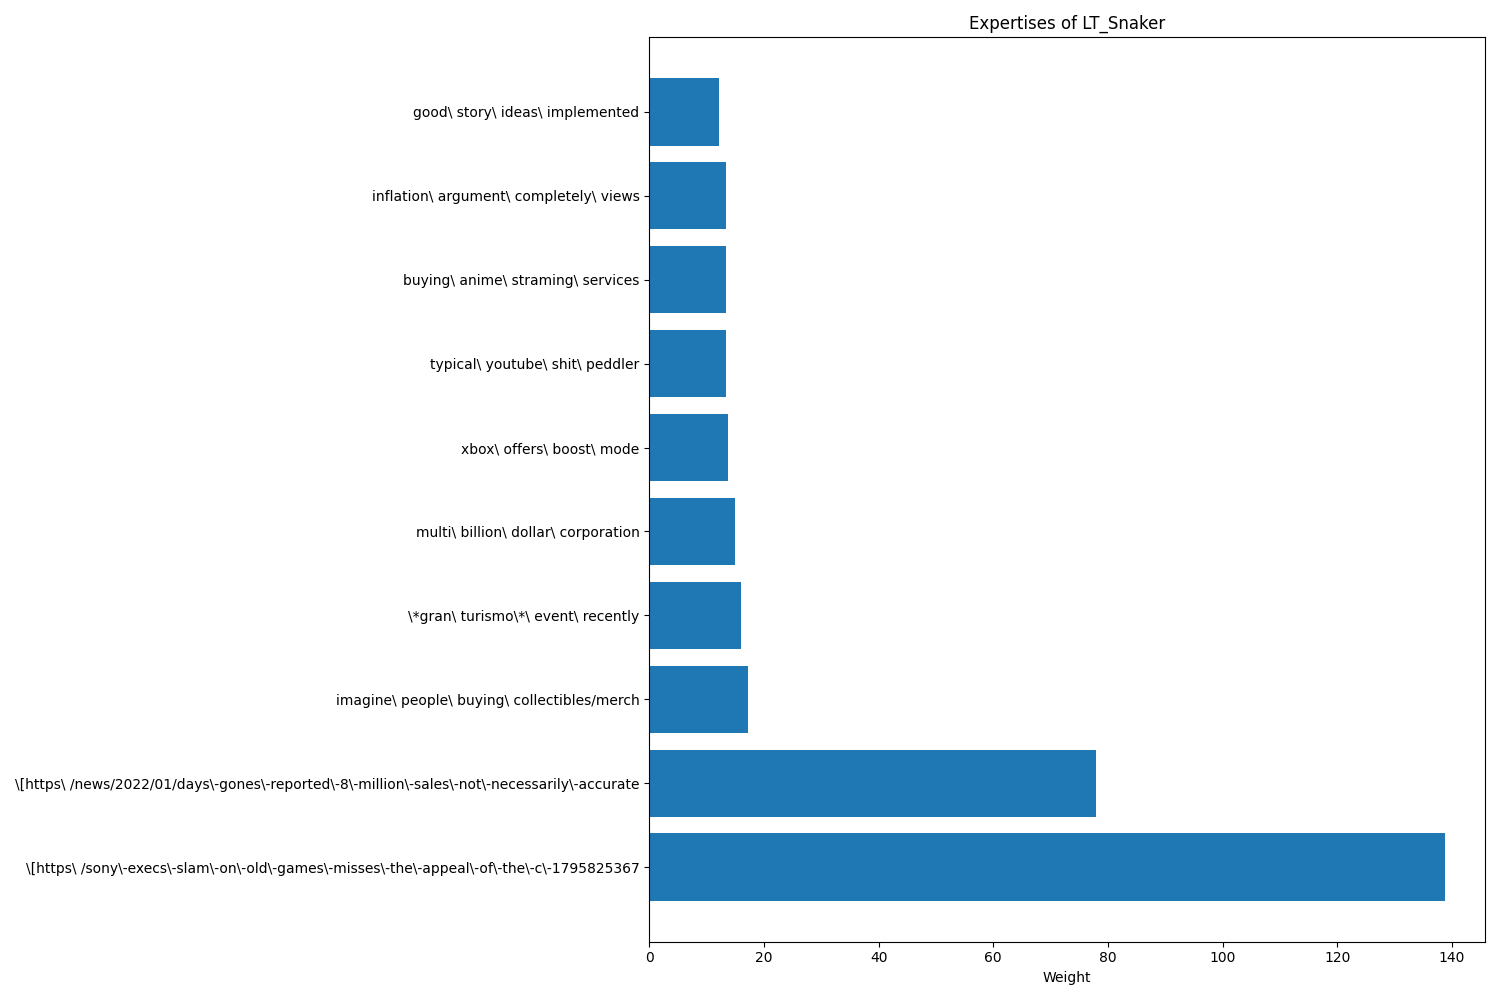 Expertises of LT_Snaker
good\ story\ ideas\ implemented
inflation\ argument\ completely\ views
buying\ anime\ straming\ services
typical\ youtube\ shit\ peddler
xbox\ offers\ boost\ mode
multi\ billion\ dollar\ corporation
\*gran\ turismo\*\ event\ recently
imagine\ people\ buying\ collectibles/merch
\[https\ /news/2022/01/days\-gones\-reported\-8\-million\-sales\-not\-necessarily\-accurate
\[https\ /sony\-execs\-slam\-on\-old\-games\-misses\-the\-appeal\-of\-the\-c\-1795825367
0 20 40 60 80 100 120 140
Weight